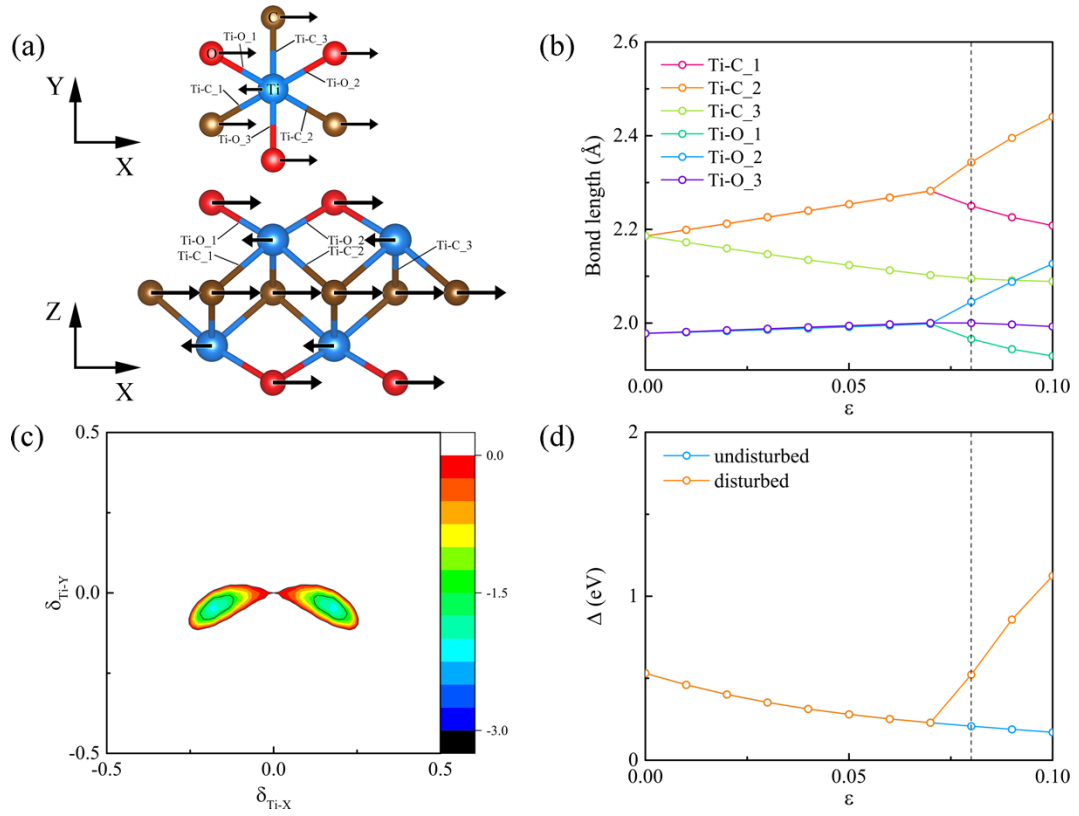 (a)
C
O
Ti-O_1
Ti-C_3
Ti
Ti-O_2
Ti-C_1
Ti-O_3
Ti-C_2
Y
X
Ti-O_1
Ti-O_2
Ti-C_1
Ti-C_2
Ti-C_3
Z
X
(b)
2.6
2.4
2.2
2.0
Bond length (Å)
Ti-C_1
Ti-C_2
Ti-C_3
Ti-O_1
Ti-O_2
Ti-O_3
0.00
0.05
0.10
ε
(c)
0.5
0.0
-0.5
δTi-Y
-0.5
0.0
0.5
δTi-X
0.0
-1.5
-3.0
(d)
2
1
0
Δ (eV)
undisturbed
disturbed
0.00
0.05
0.10
ε